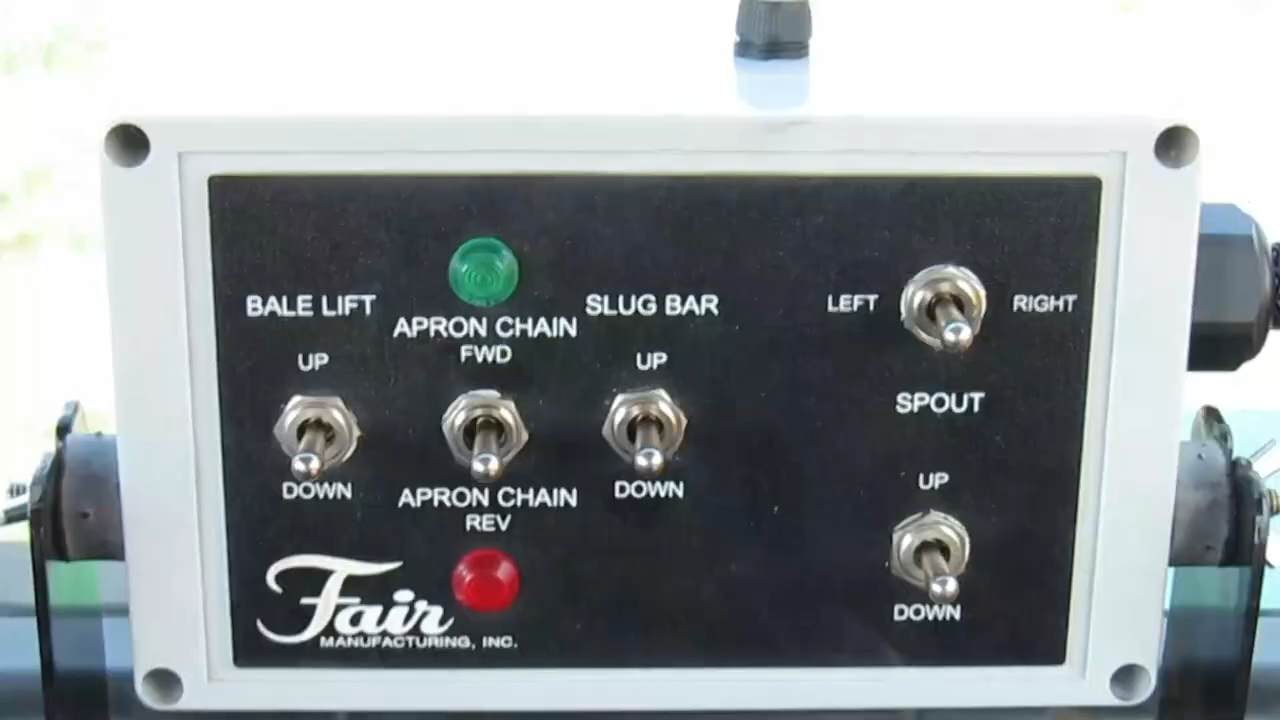 BALE LIFT
UP
DOWN
APRON CHAIN
FWD
APRON CHAIN
REV
SLUG BAR
UP
DOWN
LEFT
RIGHT
SPOUT
UP
DOWN
Fair
MANUFACTURING, INC.